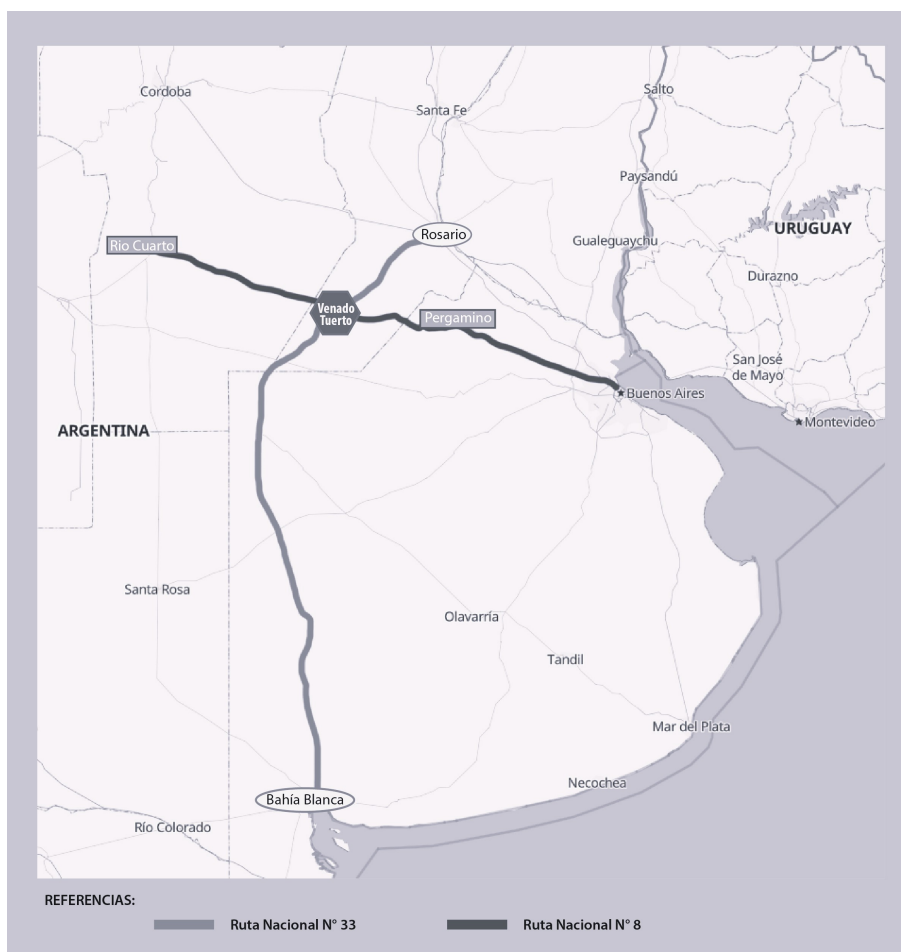 Cordoba
Santa Fe
Salto
Paysandú
Rosario
Rio Cuarto
Gualeguaychu
URUGUAY
Durazno
Venado
Tuerto
Pergamino
San José
de Mayo
Buenos Aires
Montevideo
ARGENTINA
Santa Rosa
Olavarría
Tandil
Mar del Plata
Necochea
Bahía Blanca
Río Colorado
REFERENCIAS:
Ruta Nacional N° 33
Ruta Nacional N° 8